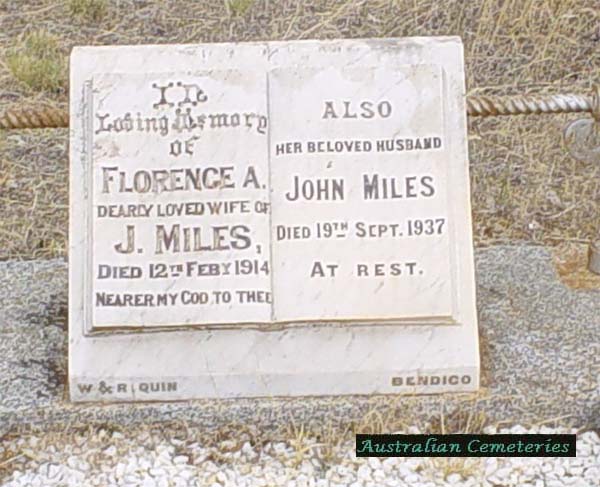 In
Loving Memory
OF
FLORENCE A.
DEARLY LOVED WIFE OF
J. MILES,
DIED 12TH FEBY 1914
NEARER MY GOD TO THEE
ALSO
HER BELOVED HUSBAND
JOHN MILES
DIED 19TH SEPT. 1937
AT REST.
W & R. QUIN
BENDIGO
Australian Cemeteries